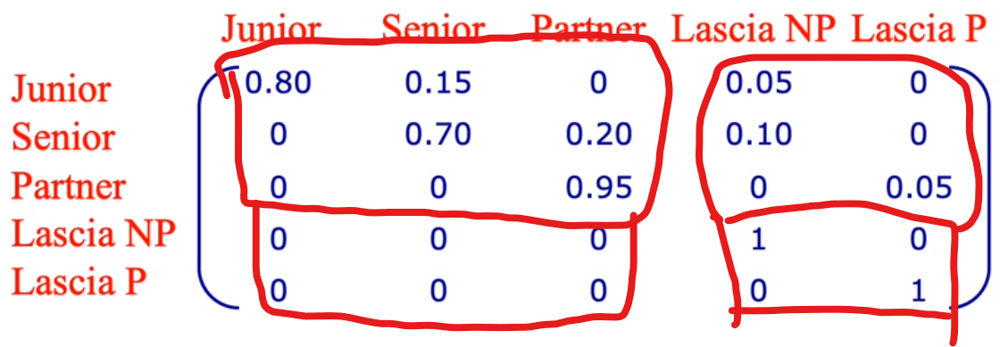 Junior Senior Partner Lascia NP Lascia P
Junior 0.80 0.15 0 0.05 0
Senior 0 0.70 0.20 0.10 0
Partner 0 0 0.95 0 0.05
Lascia NP 0 0 0 1 0
Lascia P 0 0 0 0 1